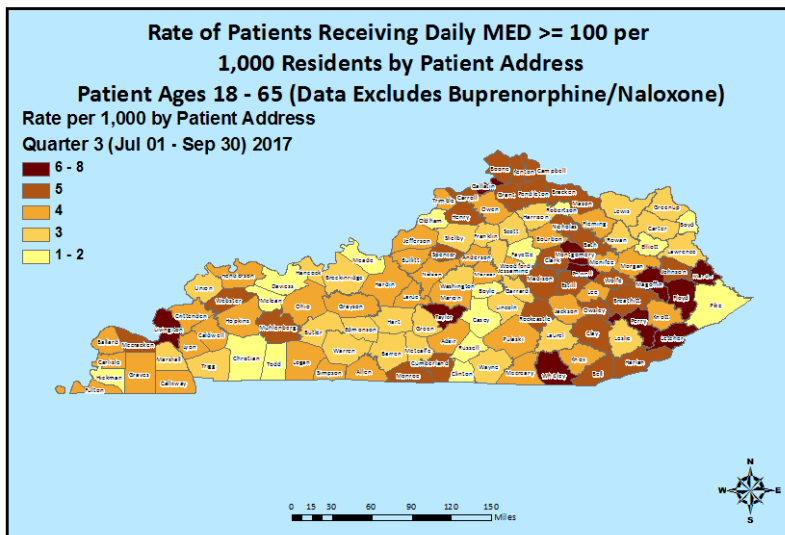 Rate of Patients Receiving Daily MED >= 100 per
1,000 Residents by Patient Address
Patient Ages 18 - 65 (Data Excludes Buprenorphine/Naloxone)
Rate per 1,000 by Patient Address
Quarter 3 (Jul 01 - Sep 30) 2017
6 - 8
5
4
3
1 - 2
Boone Kenton Campbell
Gallatin
Grant Pendleton Bracken
Trimble Carroll
Owen
Mason
Robertson
Lewis
Greenup
Oldham
Henry
Harrison
Nicholas
Fleming
Carter
Boyd
Jefferson
Shelby
Franklin
Scott
Bourbon
Bath
Rowan
Elliott
Lawrence
Meade
Bullitt
Spencer
Anderson
Woodford
Fayette
Clark
Montgomery
Menifee
Morgan
Johnson
Martin
Henderson
Daviess
Hancock
Breckinridge
Hardin
Nelson
Washington
Mercer
Jessamine
Madison
Estill
Powell
Wolfe
Magoffin
Floyd
Pike
Union
Webster
Mclean
Ohio
Grayson
Larue
Marion
Boyle
Garrard
Lincoln
Lee
Breathitt
Knott
Crittenden
Livingston
Hopkins
Muhlenberg
Butler
Edmonson
Hart
Green
Taylor
Casey
Rockcastle
Jackson
Owsley
Perry
Letcher
Ballard
Mccracken
Lyon
Caldwell
Warren
Barren
Metcalfe
Adair
Russell
Pulaski
Laurel
Clay
Leslie
Carlisle
Marshall
Trigg
Christian
Todd
Logan
Simpson
Allen
Monroe
Cumberland
Clinton
Wayne
Mccreary
Whitley
Knox
Bell
Harlan
Hickman
Fulton
Graves
Calloway
N
W
E
S
0 15 30 60 90 120 150
Miles